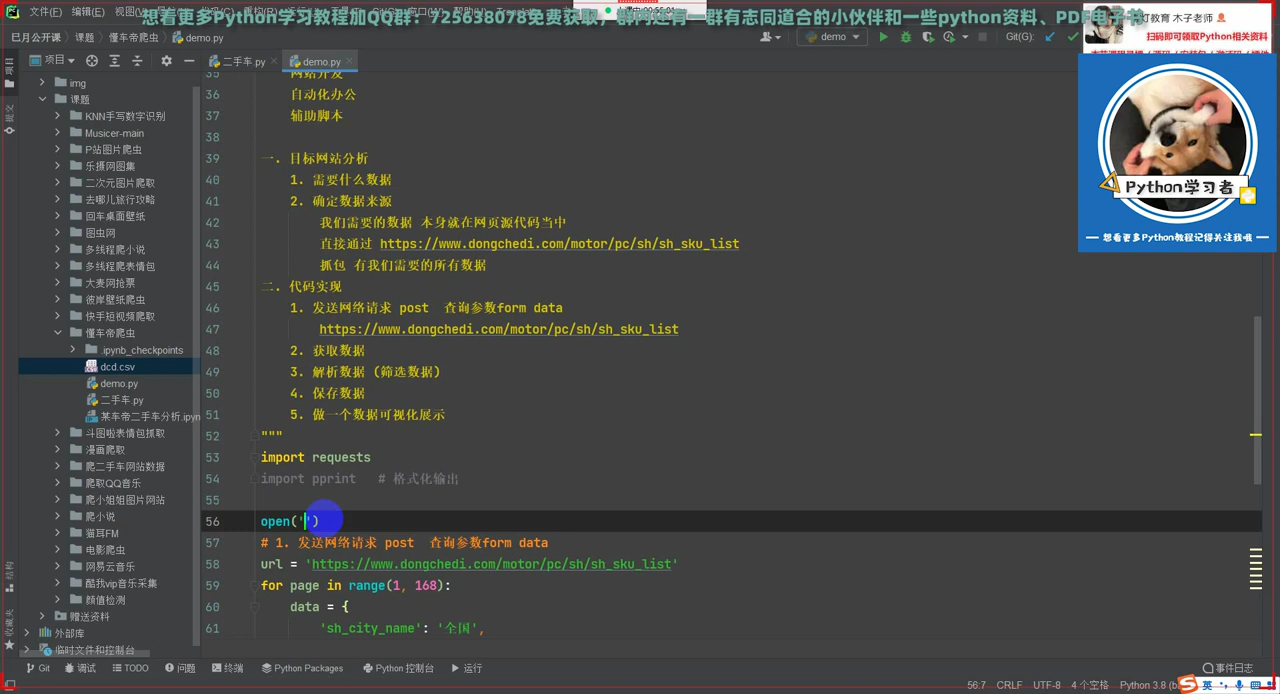 想看更多Python学习教程加QQ群：725638078免费获取，群内还有一群有志同道合的小伙伴和一些python资料、PDF电子书
文件(F) 编辑(E) 视图(V)
巳月公开课 〉 课题 〉 懂车帝爬虫 〉 demo.py
demo
Git(G):
灯教育 木子老师
扫码即可领取Python相关资料
项目
二手车.py
demo.py
img
课题
KNN手写数字识别
Musicer-main
P站图片爬虫
乐摄网图集
二次元图片爬取
去哪儿旅行攻略
回车桌面壁纸
图虫网
多线程爬小说
多线程爬表情包
大麦网抢票
彼岸壁纸爬虫
快手短视频爬取
懂车帝爬虫
.ipynb_checkpoints
dcd.csv
demo.py
二手车.py
某车帝二手车分析.ipyn
斗图啦表情包抓取
漫画爬取
爬二手车网站数据
爬取QQ音乐
爬小姐姐图片网站
爬小说
猫耳FM
电影爬虫
网易云音乐
酷我vip音乐采集
颜值检测
赠送资料
外部库
临时文件和控制台
项目
提交
结构
收藏夹
35 网站开发
36 自动化办公
37 辅助脚本
38
39 一. 目标网站分析
40 1. 需要什么数据
41 2. 确定数据来源
42 我们需要的数据 本身就在网页源代码当中
43 直接通过 https://www.dongchedi.com/motor/pc/sh/sh_sku_list
44 抓包 有我们需要的所有数据
45 二. 代码实现
46 1. 发送网络请求 post  查询参数form data
47 https://www.dongchedi.com/motor/pc/sh/sh_sku_list
48 2. 获取数据
49 3. 解析数据 (筛选数据)
50 4. 保存数据
51 5. 做一个数据可视化展示
52 """
53 import requests
54 import pprint   # 格式化输出
55
56 open('')
57 # 1. 发送网络请求 post  查询参数form data
58 url = 'https://www.dongchedi.com/motor/pc/sh/sh_sku_list'
59 for page in range(1, 168):
60 data = {
61 'sh_city_name': '全国',
Python学习者
— 想看更多Python教程记得关注我哦 —
Git 调试 TODO 问题 终端 Python Packages Python 控制台 运行 事件日志
56:7 CRLF UTF-8 4 个空格 Python 3.8 (b
英